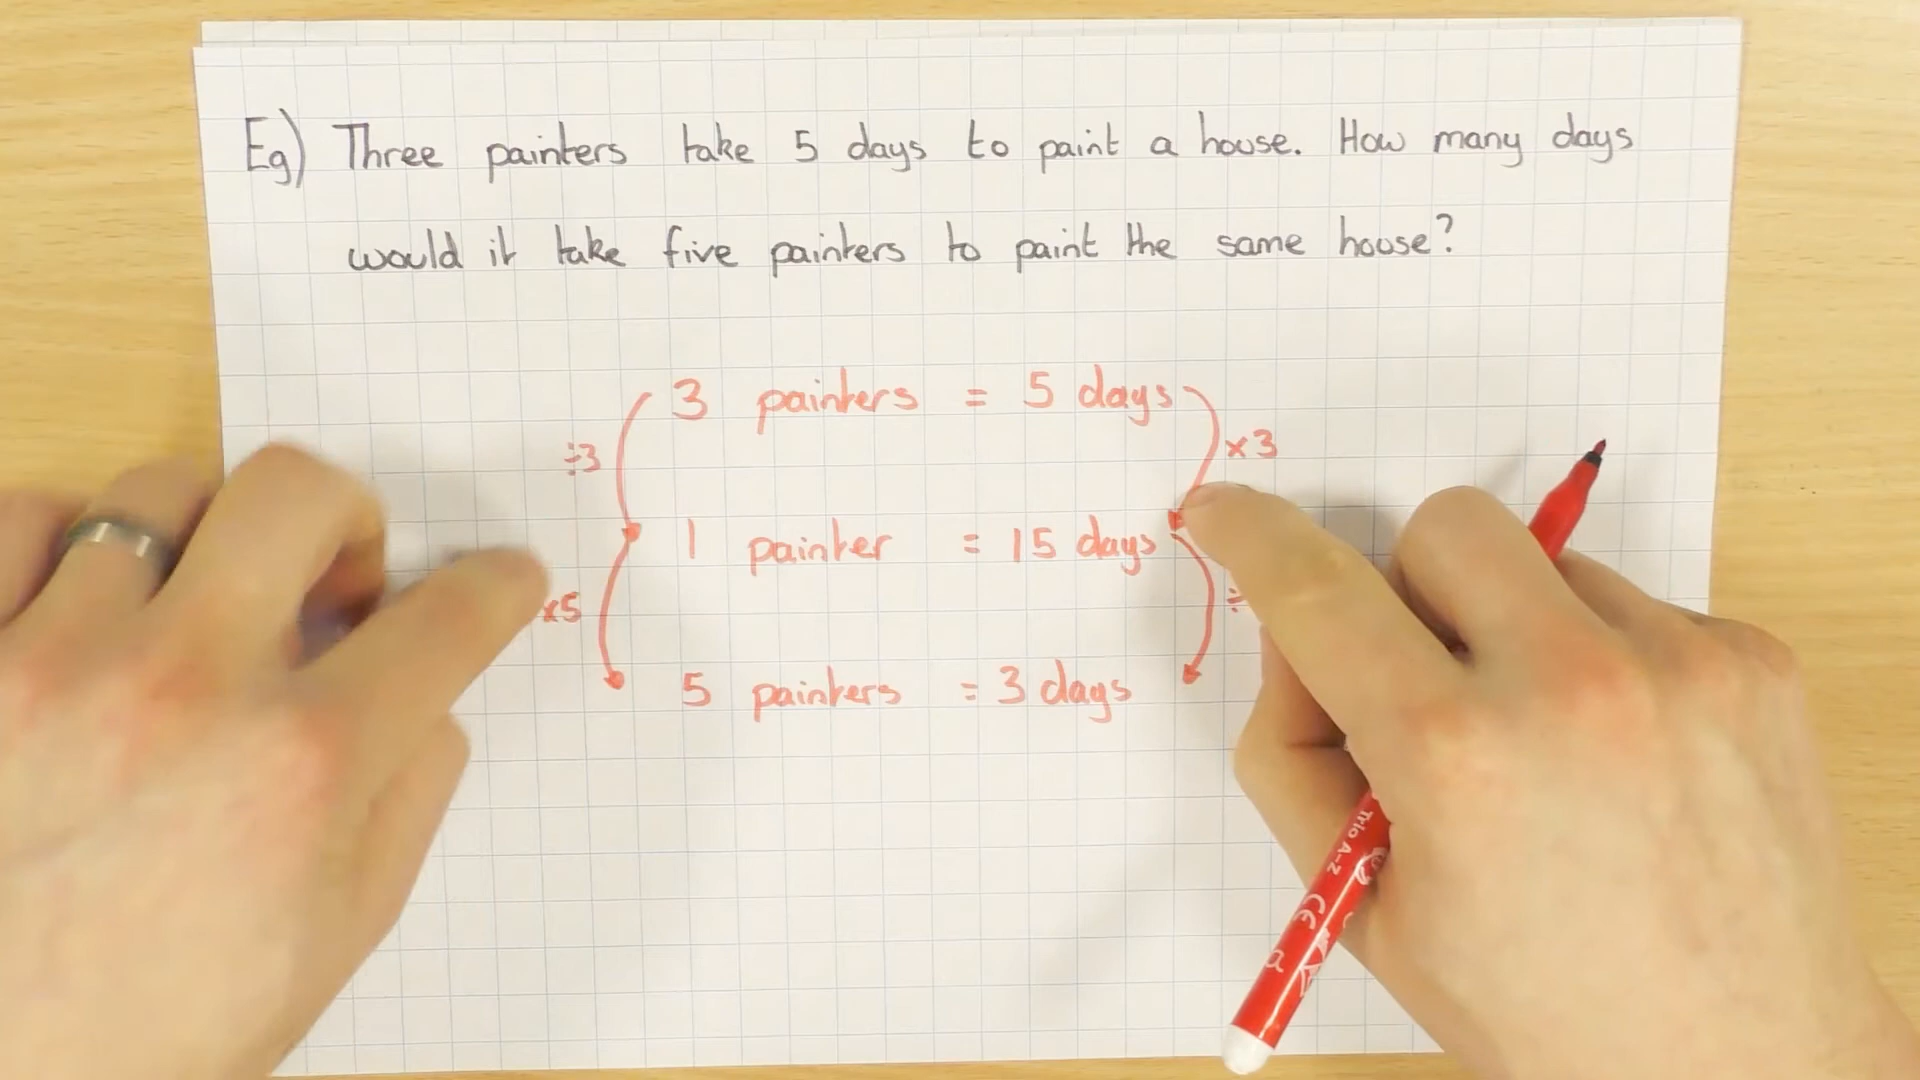 Eg) Three painters take 5 days to paint a house. How many days
would it take five painters to paint the same house?
3 painters = 5 days
÷3
×3
1 painter = 15 days
×5
÷
5 painters = 3 days
Trio A-Z
CE